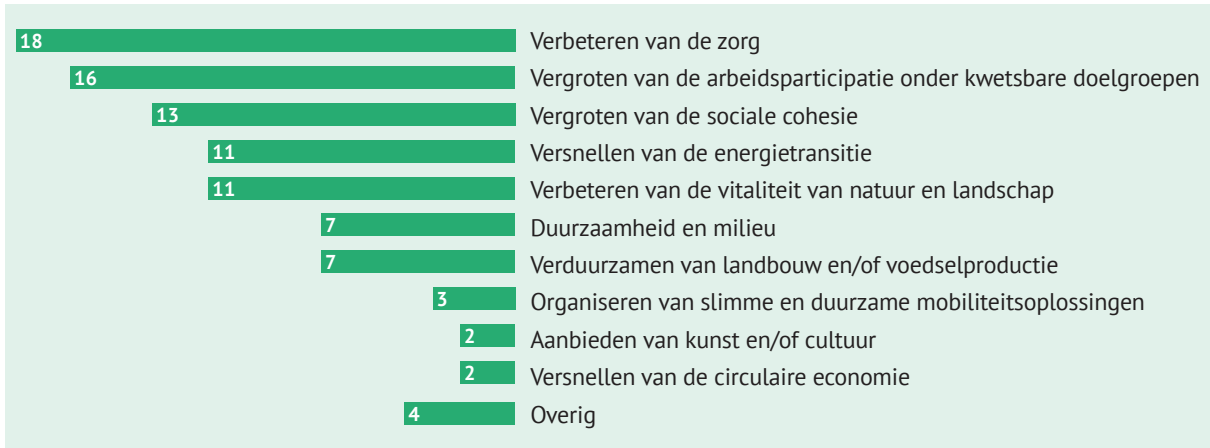 18 Verbeteren van de zorg
16 Vergroten van de arbeidsparticipatie onder kwetsbare doelgroepen
13 Vergroten van de sociale cohesie
11 Versnellen van de energietransitie
11 Verbeteren van de vitaliteit van natuur en landschap
7 Duurzaamheid en milieu
7 Verduurzamen van landbouw en/of voedselproductie
3 Organiseren van slimme en duurzame mobiliteitsoplossingen
2 Aanbieden van kunst en/of cultuur
2 Versnellen van de circulaire economie
4 Overig